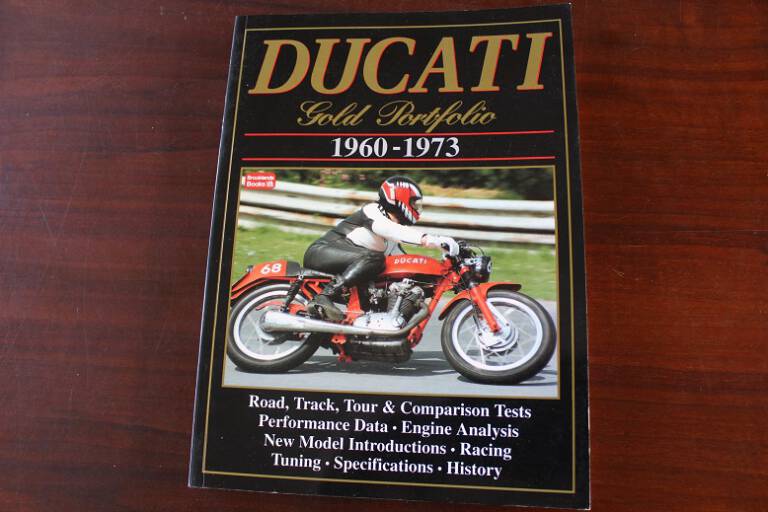 DUCATI
Gold Portfolio
1960-1973
Brooklands
Books
68
DUCATI
Road, Track, Tour & Comparison Tests
Performance Data · Engine Analysis
New Model Introductions · Racing
Tuning · Specifications · History